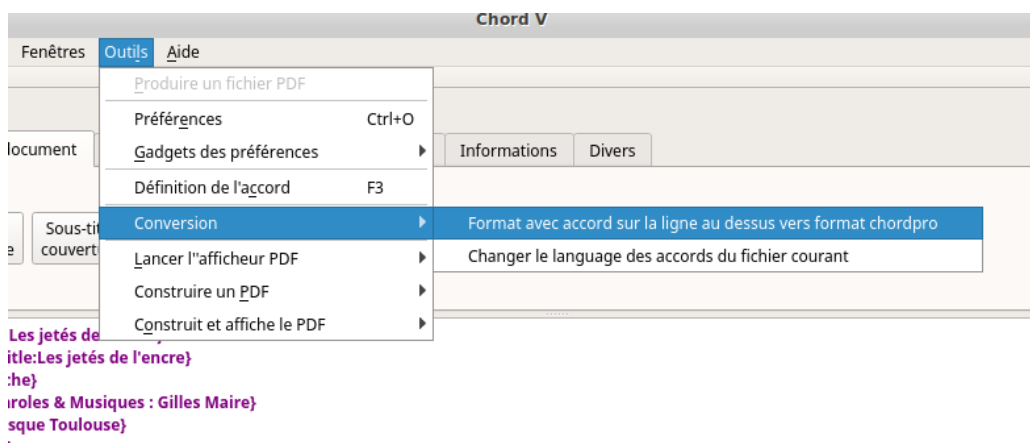 Chord V
Fenêtres Outils Aide
Produire un fichier PDF
Préférences Ctrl+O
Gadgets des préférences
Définition de l'accord F3
Conversion
Lancer l''afficheur PDF
Construire un PDF
Construit et affiche le PDF
Format avec accord sur la ligne au dessus vers format chordpro
Changer le language des accords du fichier courant
document
Informations Divers
Sous-tit
couvert
Les jetés de
itle:Les jetés de l'encre}
che}
aroles & Musiques : Gilles Maire}
sque Toulouse}